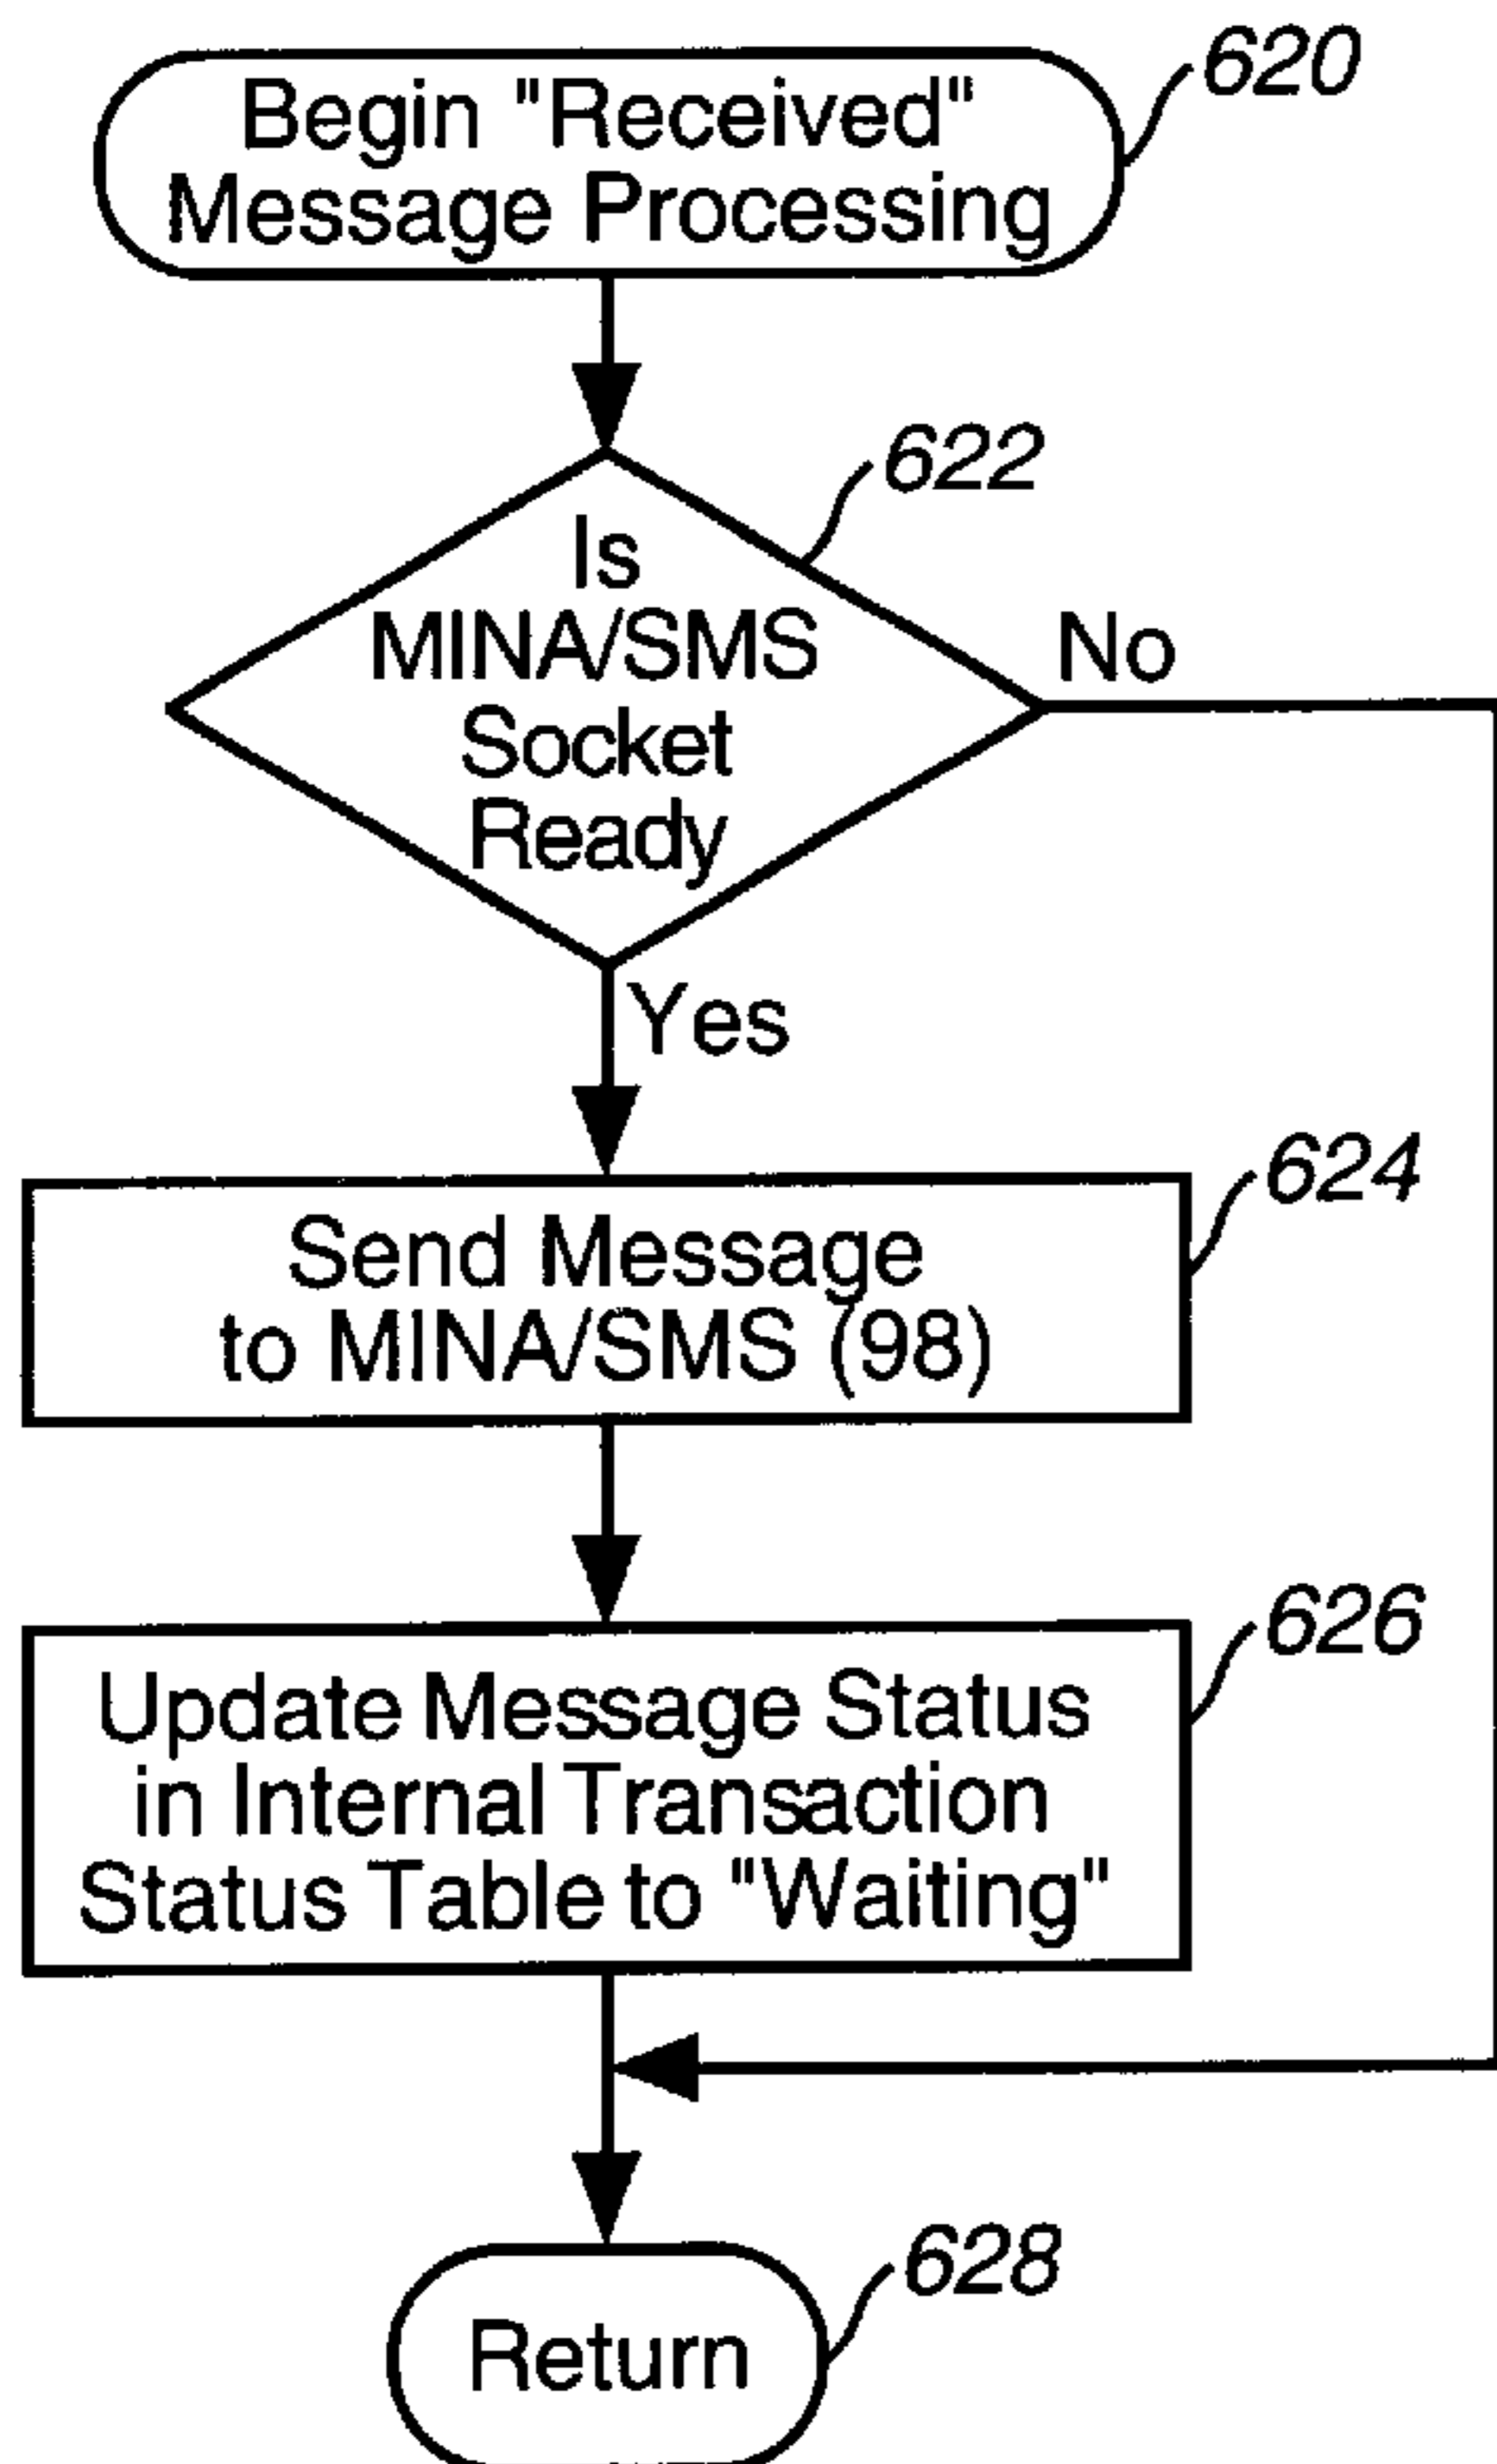 Begin "Received"
Message Processing
620
622
Is
MINA/SMS
Socket
Ready
No
Yes
624
Send Message
to MINA/SMS (98)
626
Update Message Status
in Internal Transaction
Status Table to "Waiting"
628
Return